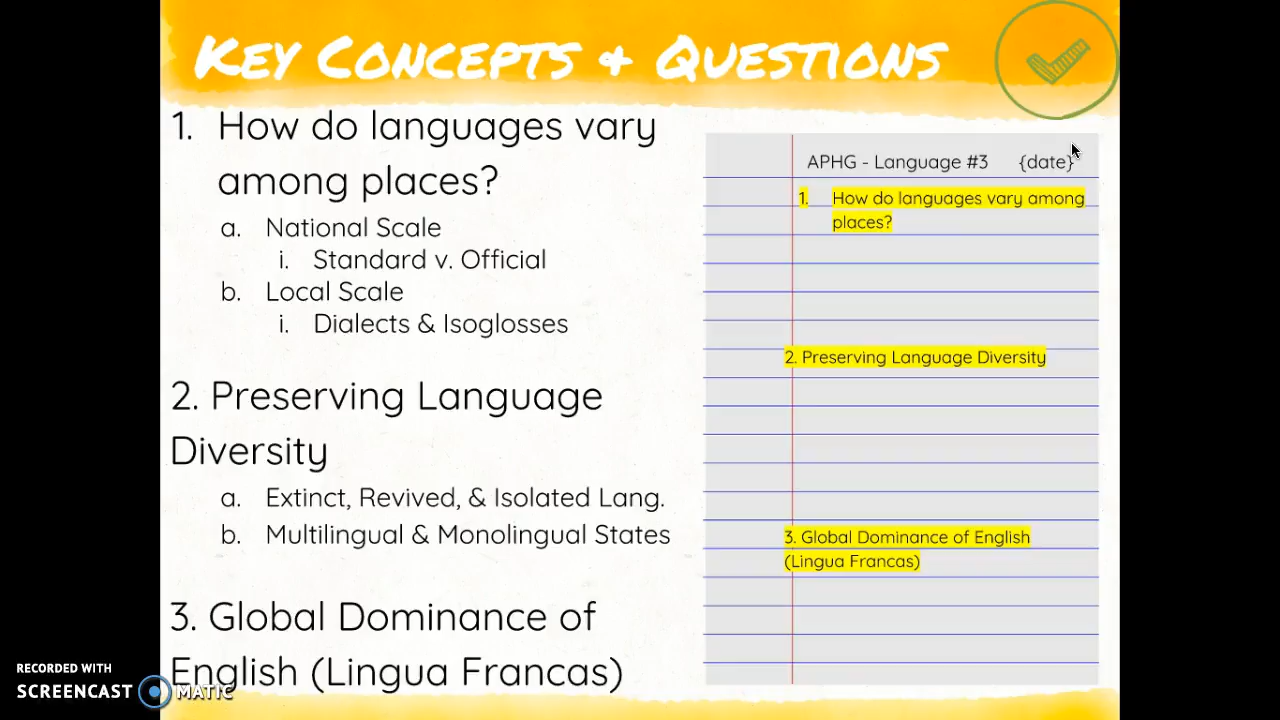 KEY CONCEPTS & QUESTIONS
1. How do languages vary
among places?
a. National Scale
i. Standard v. Official
b. Local Scale
i. Dialects & Isoglosses
2. Preserving Language
Diversity
a. Extinct, Revived, & Isolated Lang.
b. Multilingual & Monolingual States
3. Global Dominance of
English (Lingua Francas)
APHG - Language #3 {date}
1. How do languages vary among
places?
2. Preserving Language Diversity
3. Global Dominance of English
(Lingua Francas)
RECORDED WITH
SCREENCAST MATIC